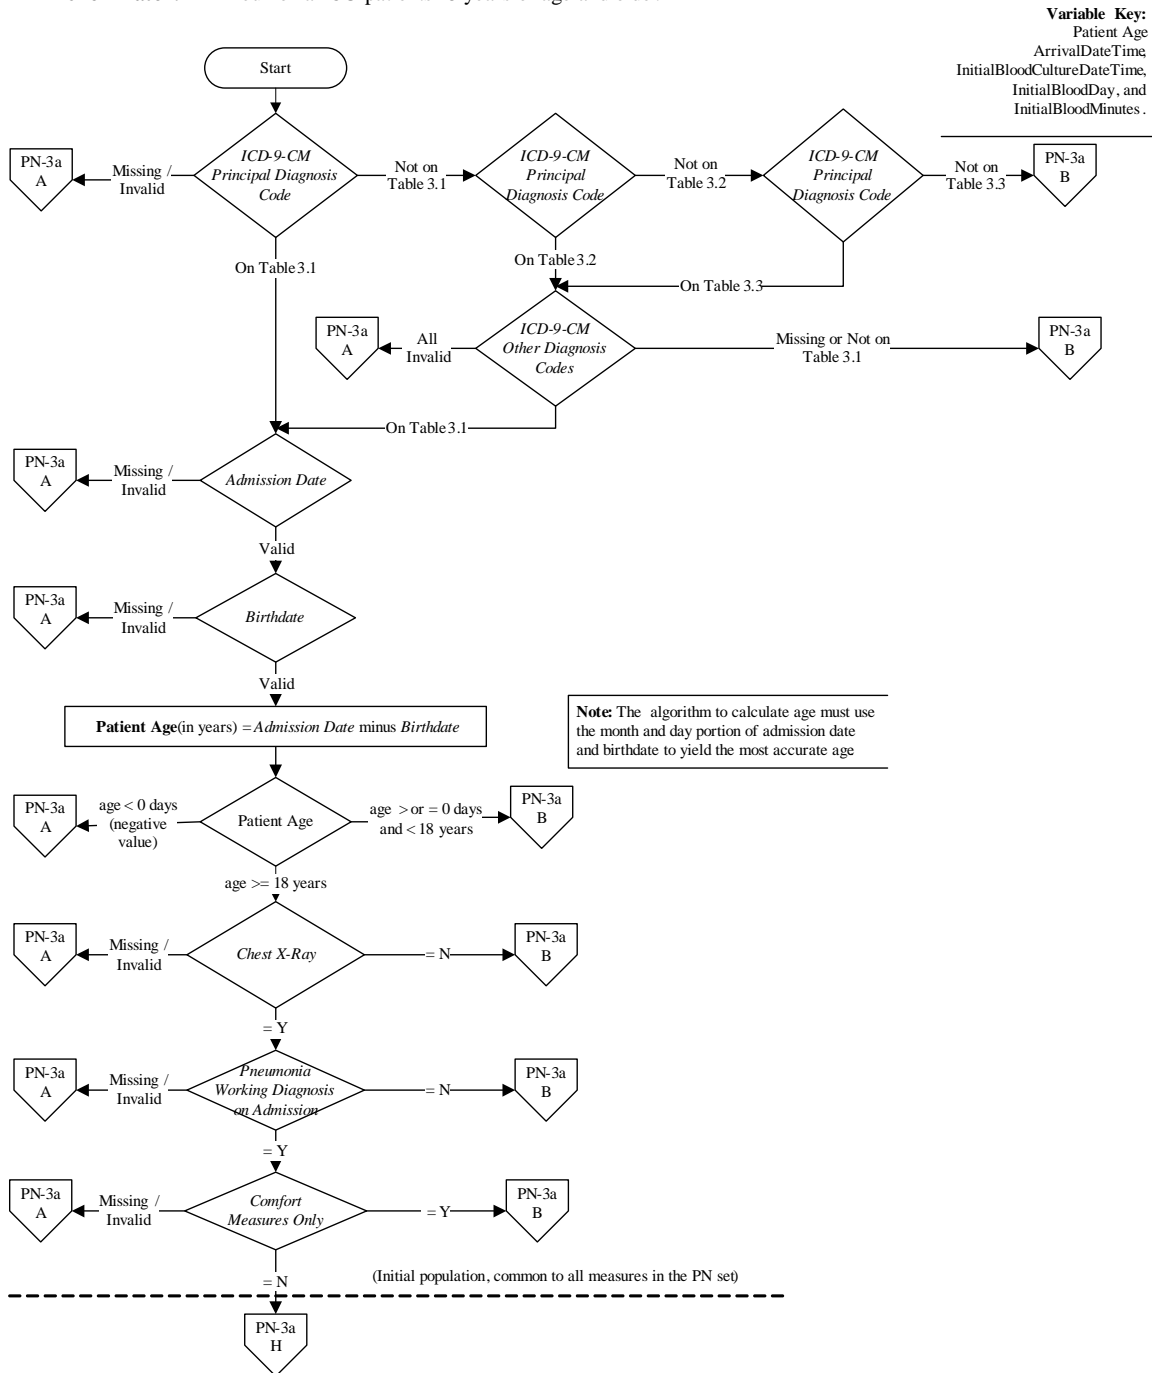 Variable Key:
Patient Age
ArrivalDateTime,
InitialBloodCultureDateTime,
InitialBloodDay, and
InitialBloodMinutes.
Start
PN-3a
A
Missing /
Invalid
ICD-9-CM
Principal Diagnosis
Code
Not on
Table 3.1
ICD-9-CM
Principal
Diagnosis Code
Not on
Table 3.2
ICD-9-CM
Principal
Diagnosis Code
Not on
Table 3.3
PN-3a
B
On Table 3.1
On Table 3.2
On Table 3.3
PN-3a
A
All
Invalid
ICD-9-CM
Other Diagnosis
Codes
Missing or Not on
Table 3.1
PN-3a
B
On Table 3.1
PN-3a
A
Missing /
Invalid
Admission Date
Valid
PN-3a
A
Missing /
Invalid
Birthdate
Valid
Patient Age(in years) = Admission Date minus Birthdate
Note: The algorithm to calculate age must use
the month and day portion of admission date
and birthdate to yield the most accurate age
PN-3a
A
age < 0 days
(negative
value)
Patient Age
age > or = 0 days
and < 18 years
PN-3a
B
age >= 18 years
PN-3a
A
Missing /
Invalid
Chest X-Ray
= N
PN-3a
B
= Y
PN-3a
A
Missing /
Invalid
Pneumonia
Working Diagnosis
on Admission
= N
PN-3a
B
= Y
PN-3a
A
Missing /
Invalid
Comfort
Measures Only
= Y
PN-3a
B
= N
(Initial population, common to all measures in the PN set)
PN-3a
H